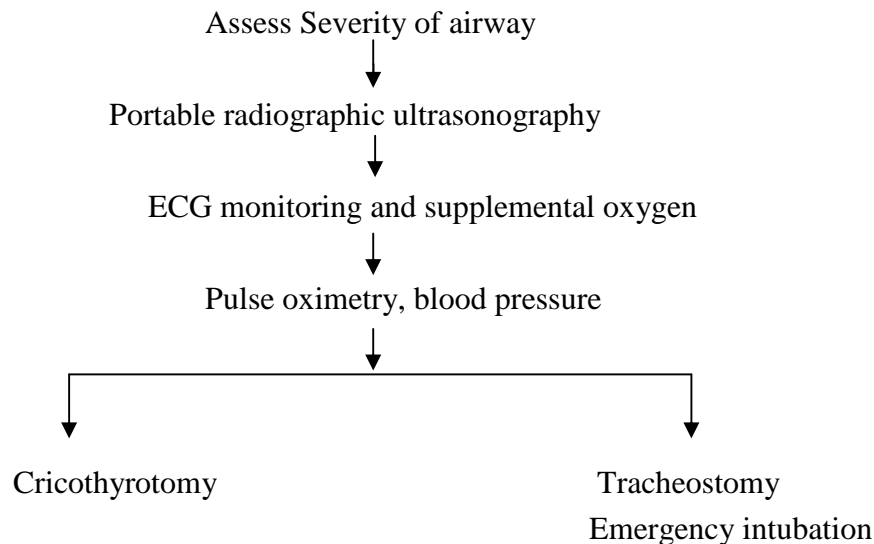 Assess Severity of airway
Portable radiographic ultrasonography
ECG monitoring and supplemental oxygen
Pulse oximetry, blood pressure
Cricothyrotomy
Tracheostomy
Emergency intubation